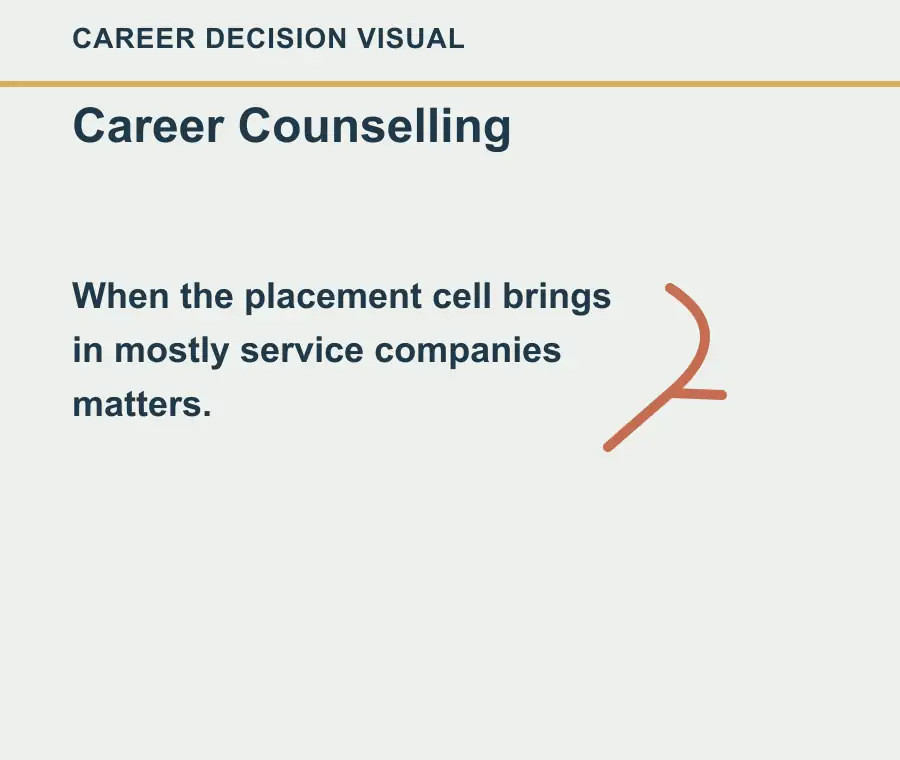 CAREER DECISION VISUAL
Career Counselling
When the placement cell brings
in mostly service companies
matters.